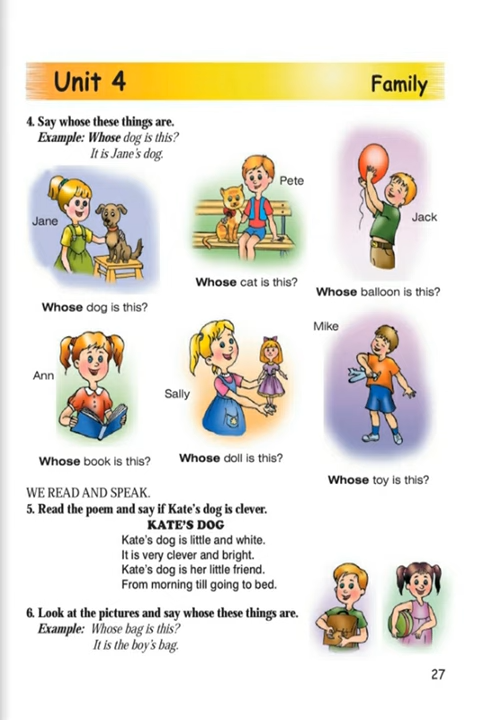 Unit 4 Family
4. Say whose these things are.
Example: Whose dog is this?
It is Jane's dog.
Jane
Pete
Jack
Whose dog is this?
Whose cat is this?
Whose balloon is this?
Ann
Sally
Mike
Whose book is this?
Whose doll is this?
Whose toy is this?
WE READ AND SPEAK.
5. Read the poem and say if Kate's dog is clever.
KATE'S DOG
Kate's dog is little and white.
It is very clever and bright.
Kate's dog is her little friend.
From morning till going to bed.
6. Look at the pictures and say whose these things are.
Example: Whose bag is this?
It is the boy's bag.
27